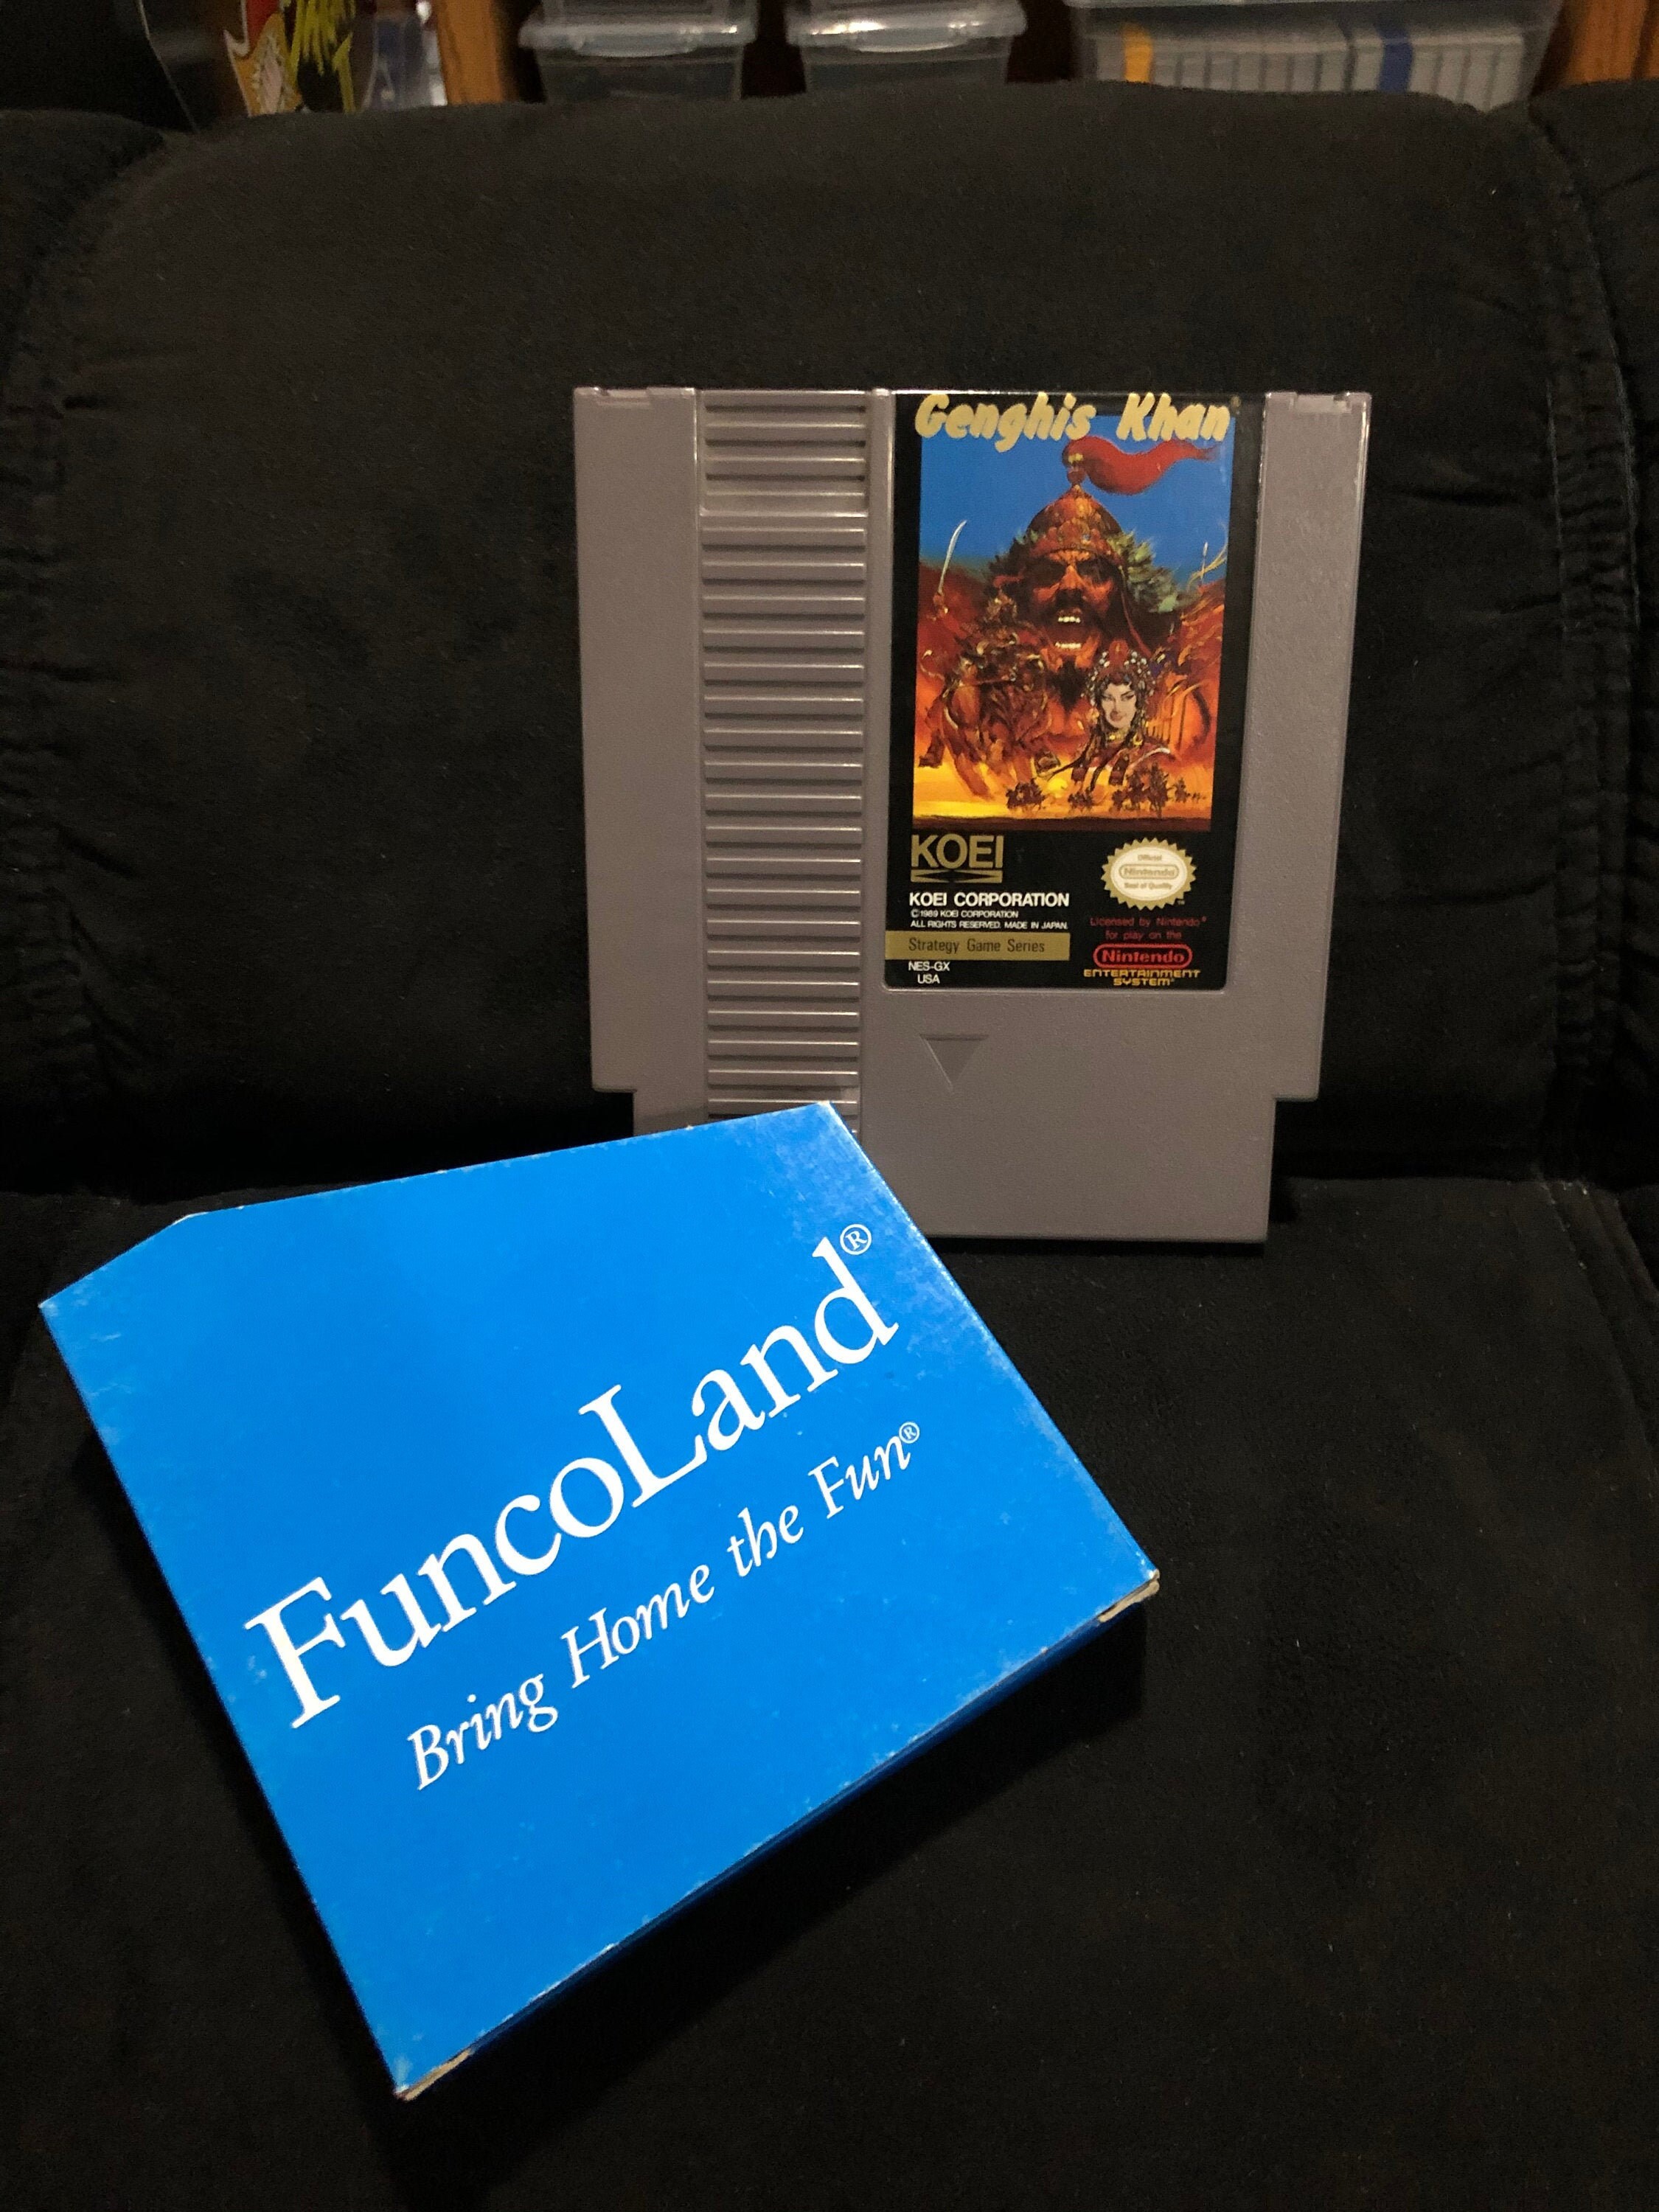 Genghis Khan
KOEI
KOEI CORPORATION
©1989 KOEI CORPORATION
ALL RIGHTS RESERVED. MADE IN JAPAN.
Strategy Game Series
NES-GX
USA
Official
Nintendo
Seal of Quality
TM
Licensed by Nintendo®
for play on the
Nintendo
ENTERTAINMENT
SYSTEM®
FuncoLand®
Bring Home the Fun®